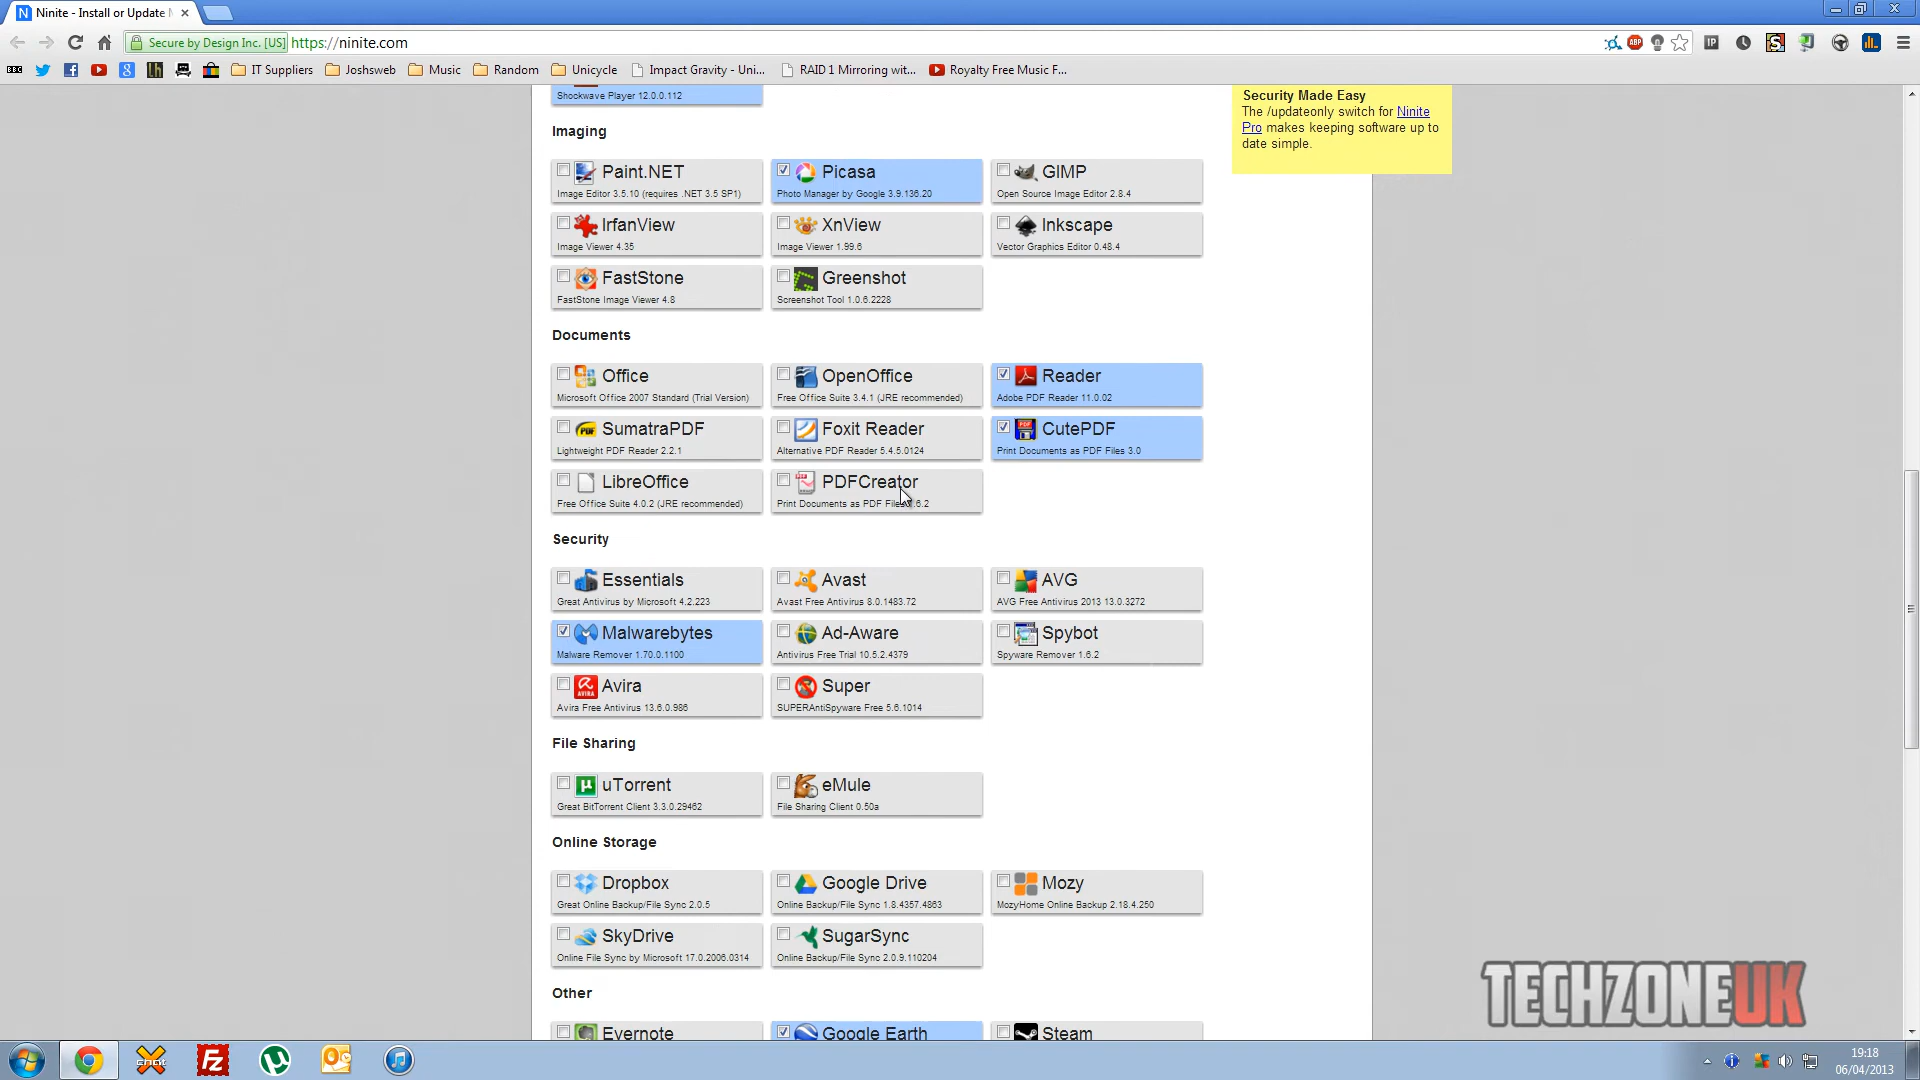 Ninite - Install or Update M
Secure by Design Inc. [US] https://ninite.com
ABP
IP
BBC
IT Suppliers
Joshsweb
Music
Random
Unicycle
Impact Gravity - Uni...
RAID 1 Mirroring wit...
Royalty Free Music F...
Shockwave Player 12.0.0.112
Security Made Easy
The /updateonly switch for Ninite
Pro makes keeping software up to
date simple.
Imaging
Paint.NET
Image Editor 3.5.10 (requires .NET 3.5 SP1)
Picasa
Photo Manager by Google 3.9.136.20
GIMP
Open Source Image Editor 2.8.4
IrfanView
Image Viewer 4.35
XnView
Image Viewer 1.99.6
Inkscape
Vector Graphics Editor 0.48.4
FastStone
FastStone Image Viewer 4.8
Greenshot
Screenshot Tool 1.0.6.2228
Documents
Office
Microsoft Office 2007 Standard (Trial Version)
OpenOffice
Free Office Suite 3.4.1 (JRE recommended)
Reader
Adobe PDF Reader 11.0.02
SumatraPDF
Lightweight PDF Reader 2.2.1
Foxit Reader
Alternative PDF Reader 5.4.5.0124
CutePDF
Print Documents as PDF Files 3.0
LibreOffice
Free Office Suite 4.0.2 (JRE recommended)
PDFCreator
Print Documents as PDF Files .6.2
Security
Essentials
Great Antivirus by Microsoft 4.2.223
Avast
Avast Free Antivirus 8.0.1483.72
AVG
AVG Free Antivirus 2013 13.0.3272
Malwarebytes
Malware Remover 1.70.0.1100
Ad-Aware
Antivirus Free Trial 10.5.2.4379
Spybot
Spyware Remover 1.6.2
Avira
Avira Free Antivirus 13.6.0.986
Super
SUPERAntiSpyware Free 5.6.1014
File Sharing
uTorrent
Great BitTorrent Client 3.3.0.29462
eMule
File Sharing Client 0.50a
Online Storage
Dropbox
Great Online Backup/File Sync 2.0.5
Google Drive
Online Backup/File Sync 1.8.4357.4863
Mozy
MozyHome Online Backup 2.18.4.250
SkyDrive
Online File Sync by Microsoft 17.0.2006.0314
SugarSync
Online Backup/File Sync 2.0.9.110204
Other
Evernote
Google Earth
Steam
TECHZONEUK
19:18
06/04/2013